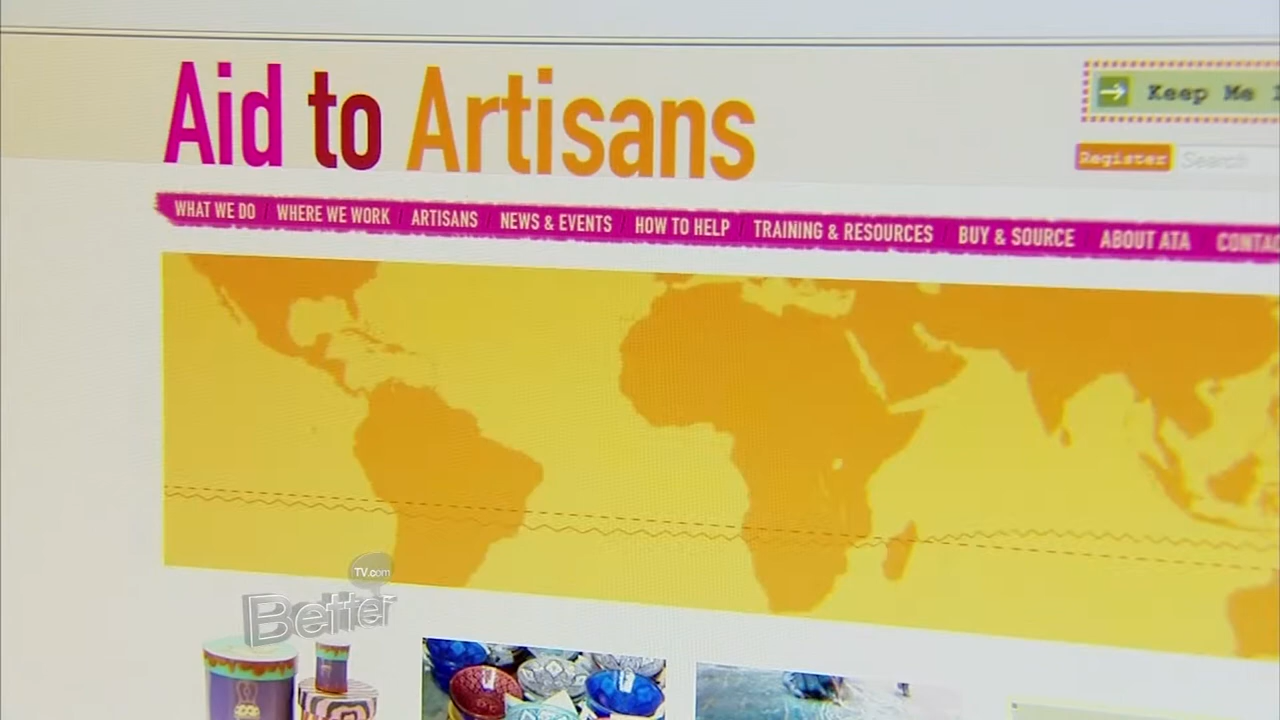 Aid to Artisans
Keep Me
Register
Search
WHAT WE DO
WHERE WE WORK
ARTISANS
NEWS & EVENTS
HOW TO HELP
TRAINING & RESOURCES
BUY & SOURCE
ABOUT ATA
TV.com
Better